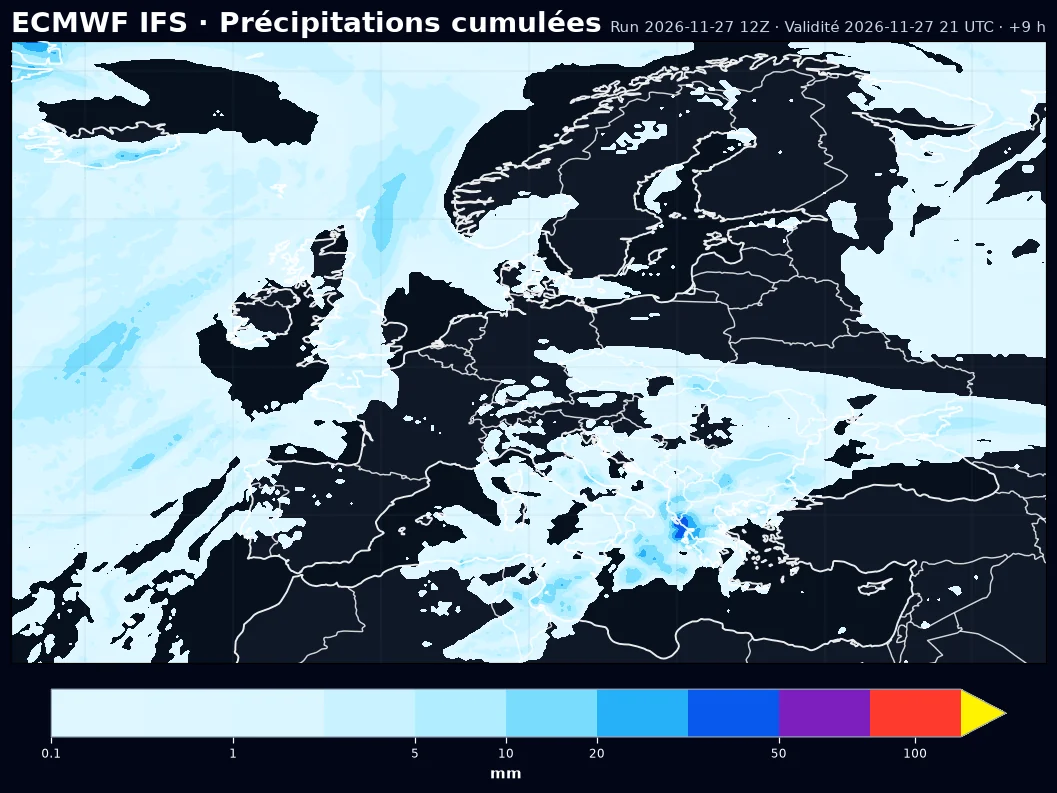 ECMWF IFS · Précipitations cumulées Run 2026-11-27 12Z · Validité 2026-11-27 21 UTC · +9 h
0.1 1 5 10 20 50 100
mm